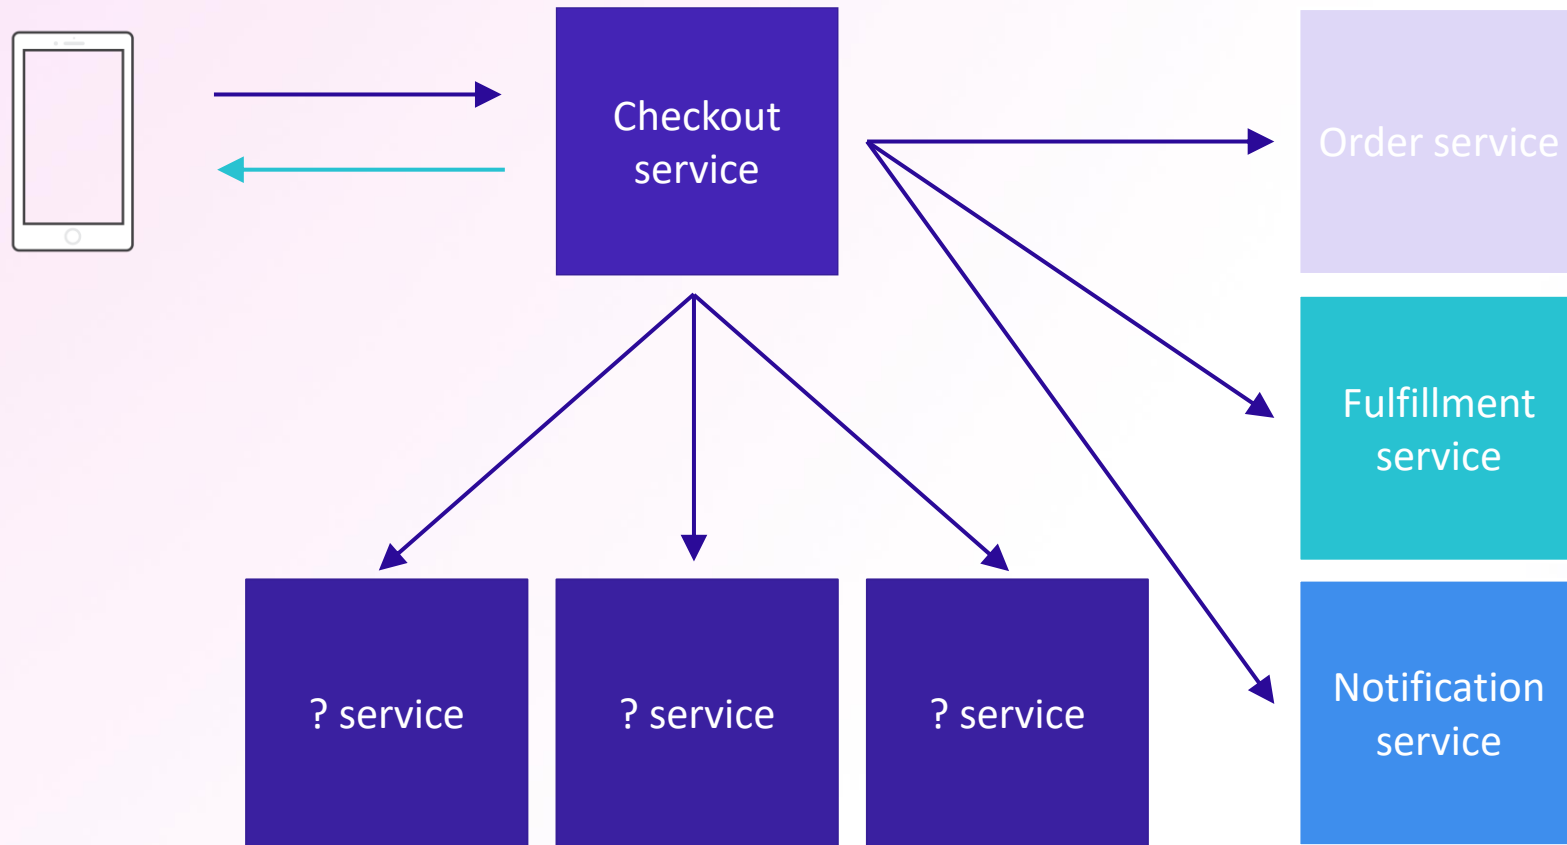 Checkout
service
Order service
Fulfillment
service
Notification
service
? service
? service
? service